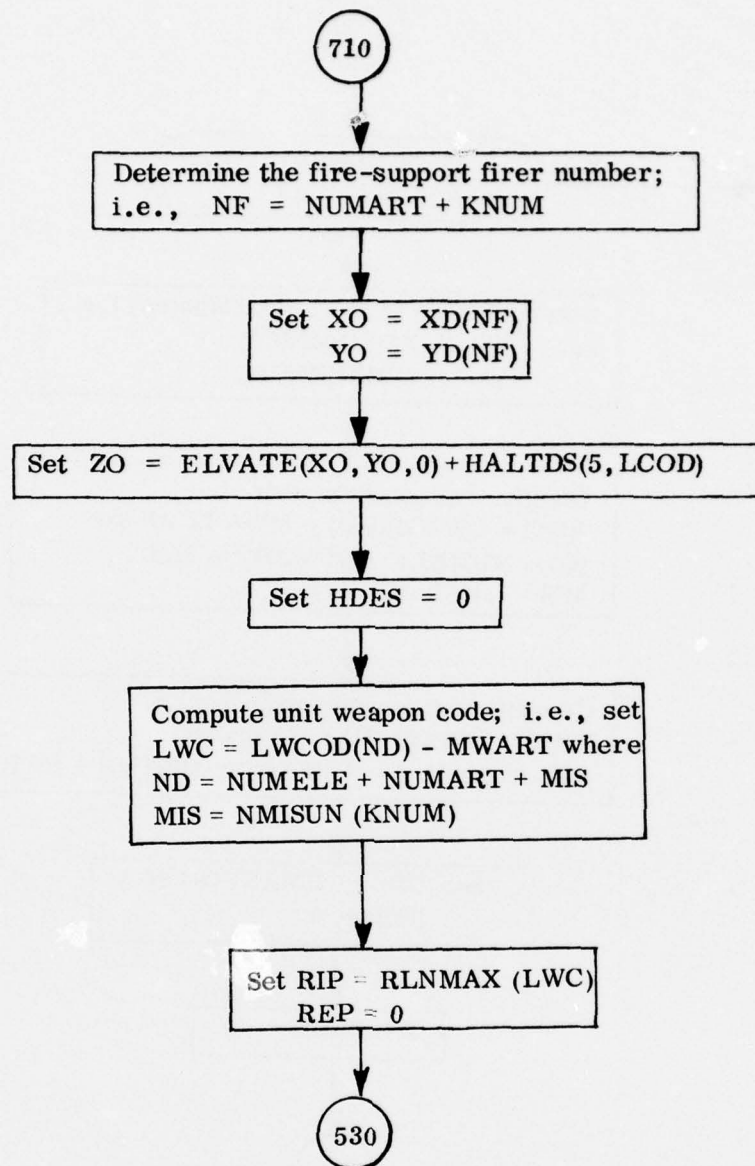 710
Determine the fire-support firer number;
i.e., NF = NUMART + KNUM
Set XO = XD(NF)
YO = YD(NF)
Set ZO = ELVATE(XO,YO,0)+HALTDS(5,LCOD)
Set HDES = 0
Compute unit weapon code; i.e., set
LWC = LWCOD(ND) - MWART where
ND = NUMELE + NUMART + MIS
MIS = NMISUN (KNUM)
Set RIP = RLNMAX (LWC)
REP = 0
530